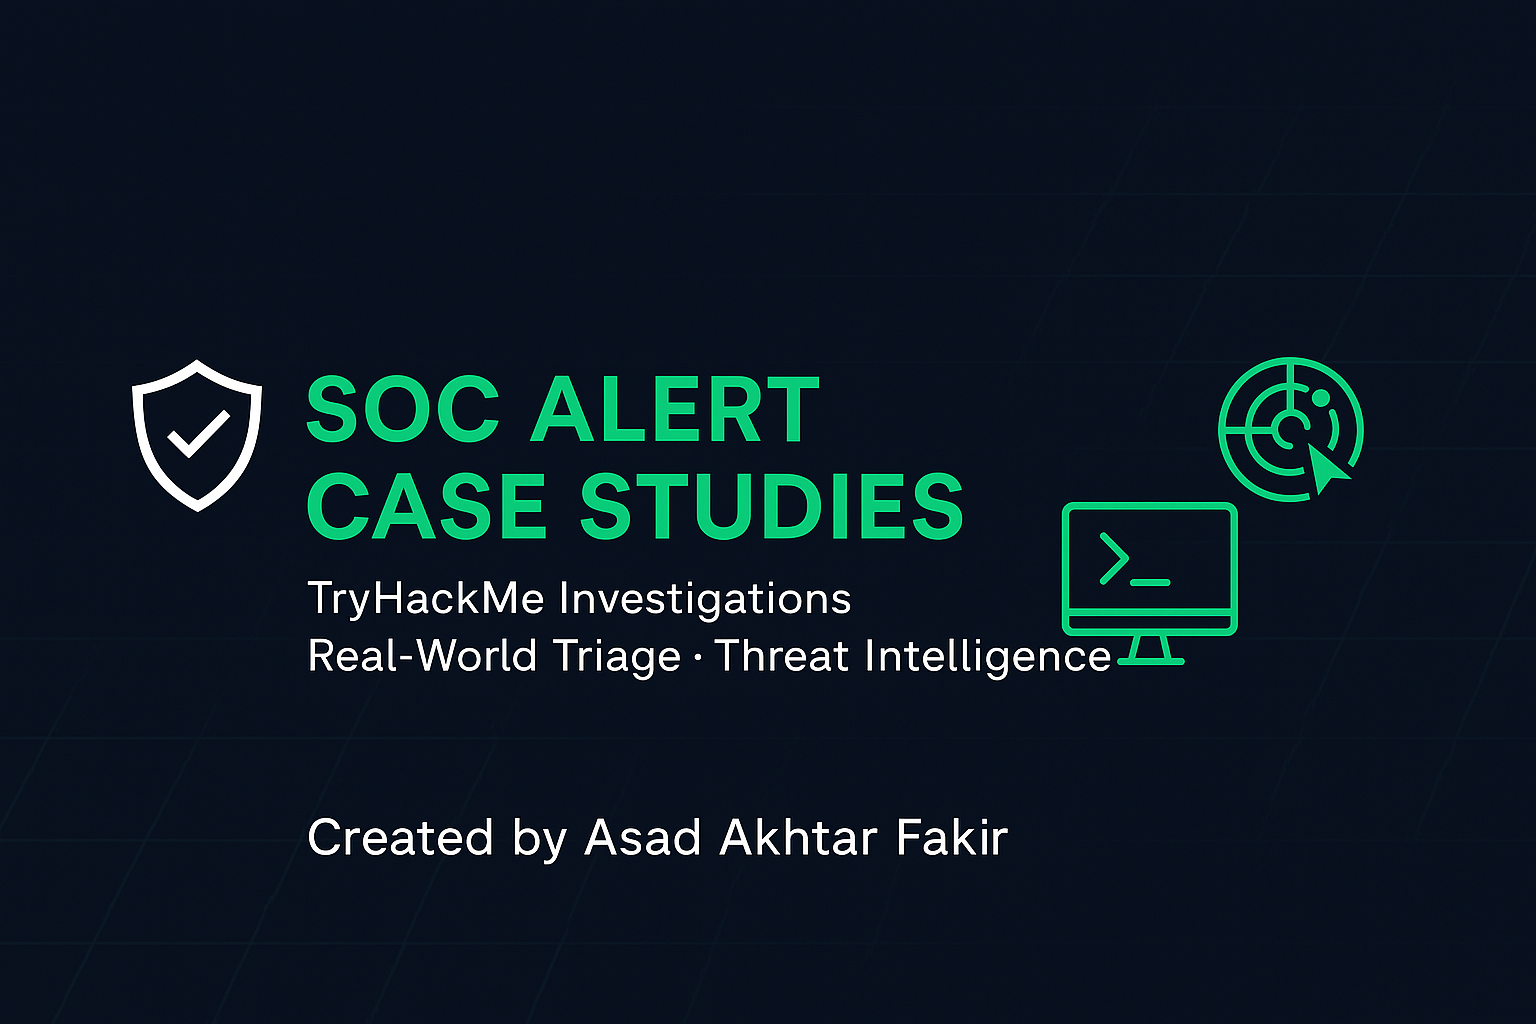 SOC ALERT
CASE STUDIES
TryHackMe Investigations
Real-World Triage · Threat Intelligence
Created by Asad Akhtar Fakir